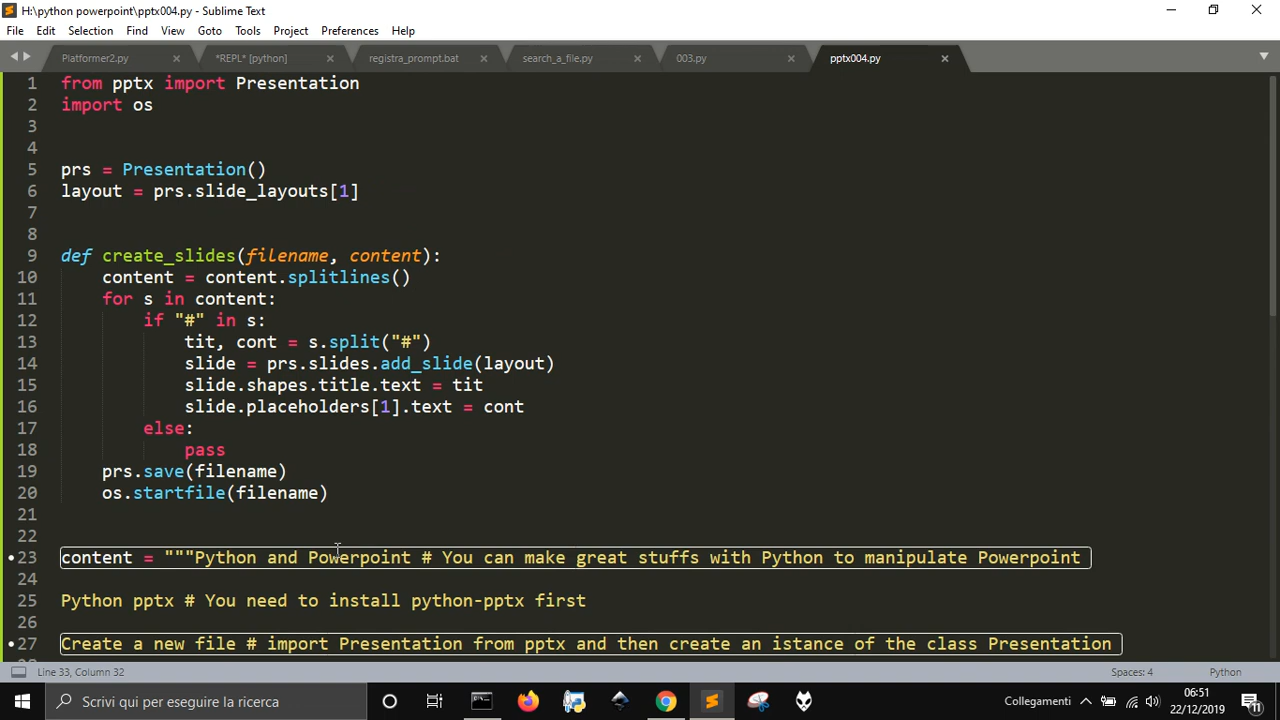 H:\python powerpoint\pptx004.py - Sublime Text
File Edit Selection Find View Goto Tools Project Preferences Help
Platformer2.py *REPL* [python] registra_prompt.bat search_a_file.py 003.py pptx004.py
1 from pptx import Presentation
2 import os
3
4
5 prs = Presentation()
6 layout = prs.slide_layouts[1]
7
8
9 def create_slides(filename, content):
10 content = content.splitlines()
11 for s in content:
12 if "#" in s:
13 tit, cont = s.split("#")
14 slide = prs.slides.add_slide(layout)
15 slide.shapes.title.text = tit
16 slide.placeholders[1].text = cont
17 else:
18 pass
19 prs.save(filename)
20 os.startfile(filename)
21
22
23 content = """Python and Powerpoint # You can make great stuffs with Python to manipulate Powerpoint
24
25 Python pptx # You need to install python-pptx first
26
27 Create a new file # import Presentation from pptx and then create an istance of the class Presentation
Line 33, Column 32 Spaces: 4 Python
Scrivi qui per eseguire la ricerca Collegamenti 06:51
22/12/2019 11